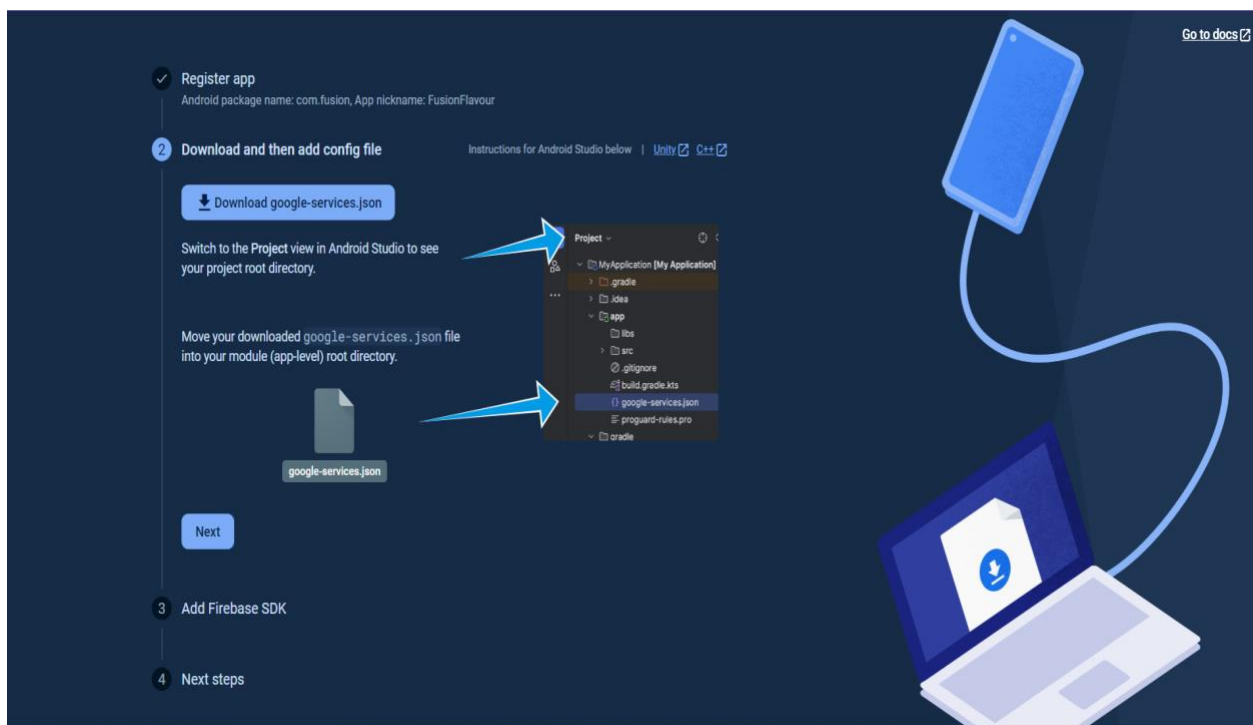 Go to docs
Register app
Android package name: com.fusion, App nickname: FusionFlavour
2 Download and then add config file
Instructions for Android Studio below | Unity C++
Download google-services.json
Switch to the Project view in Android Studio to see
your project root directory.
Move your downloaded google-services.json file
into your module (app-level) root directory.
google-services.json
Project
MyApplication [My Application]
.gradle
.idea
app
libs
src
.gitignore
build.gradle.kts
google-services.json
proguard-rules.pro
gradle
Next
3 Add Firebase SDK
4 Next steps